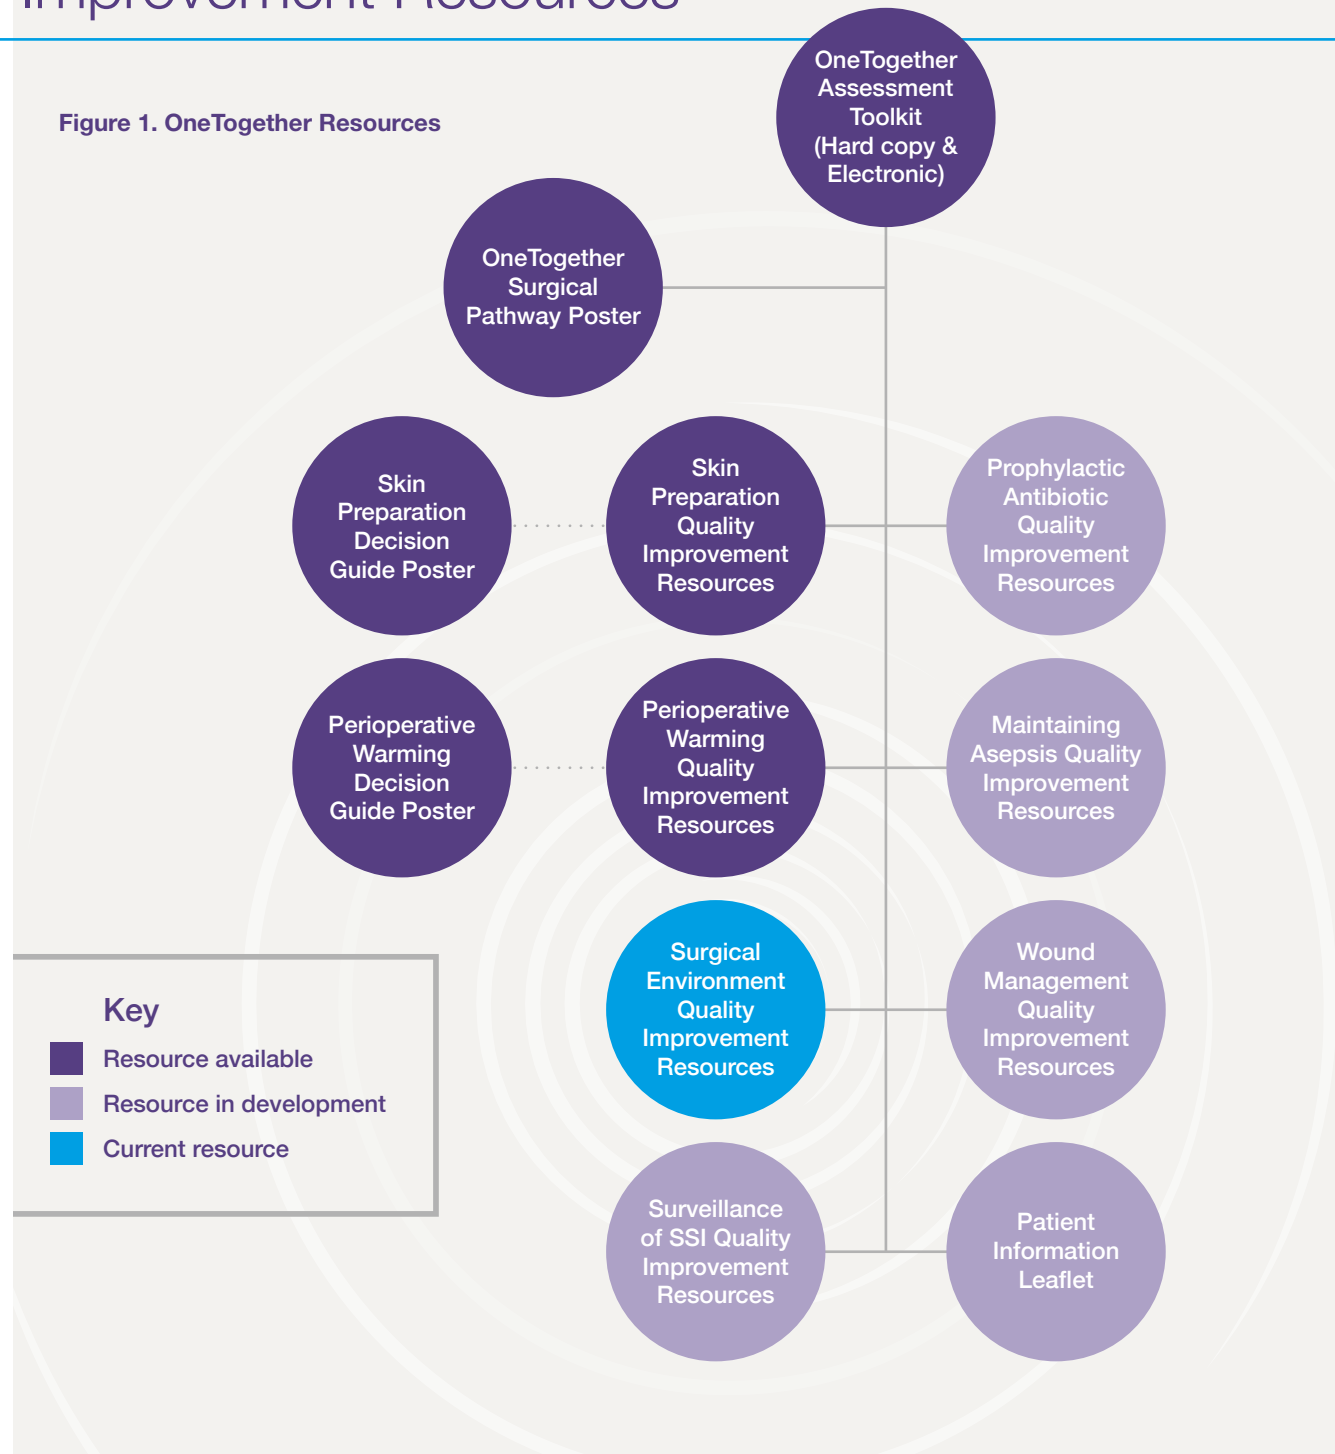 Improvement Resources
Figure 1. OneTogether Resources
OneTogether
Assessment
Toolkit
(Hard copy &
Electronic)
OneTogether
Surgical
Pathway Poster
Skin
Preparation
Decision
Guide Poster
Skin
Preparation
Quality
Improvement
Resources
Prophylactic
Antibiotic
Quality
Improvement
Resources
Perioperative
Warming
Decision
Guide Poster
Perioperative
Warming
Quality
Improvement
Resources
Maintaining
Asepsis Quality
Improvement
Resources
Surgical
Environment
Quality
Improvement
Resources
Wound
Management
Quality
Improvement
Resources
Key
Resource available
Resource in development
Current resource
Surveillance
of SSI Quality
Improvement
Resources
Patient
Information
Leaflet